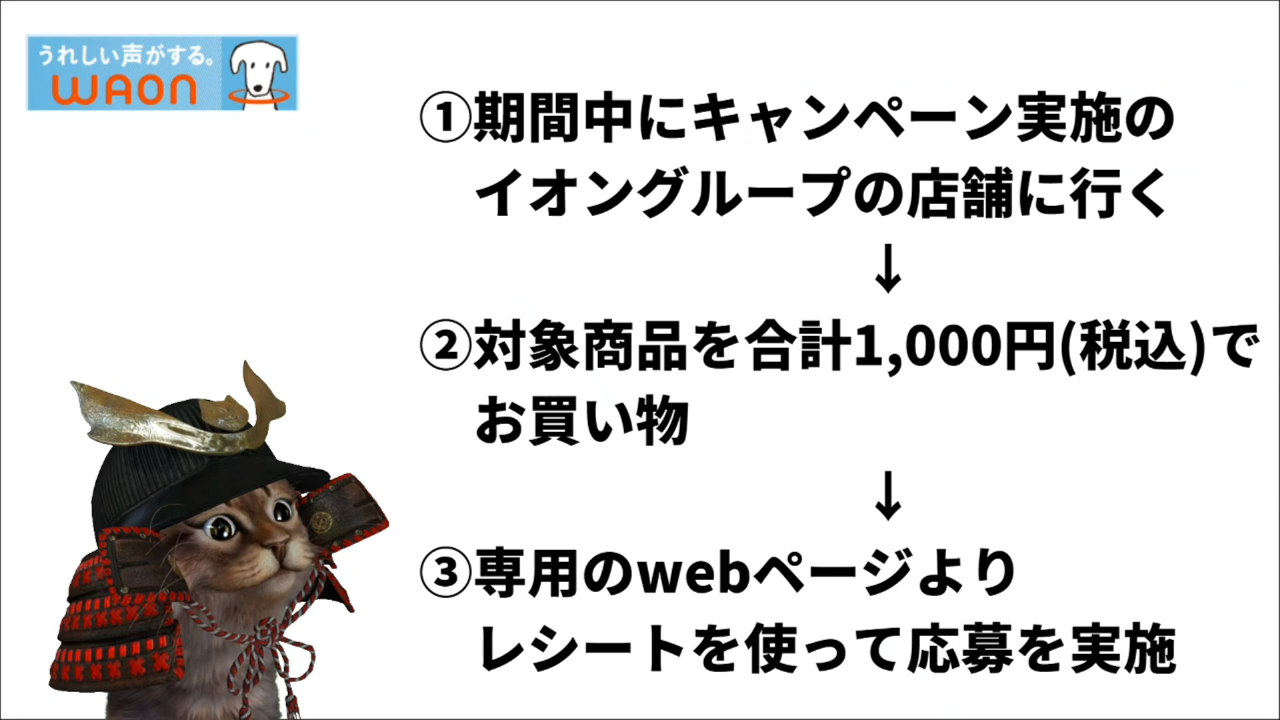 うれしい声がする。
WAON
①期間中にキャンペーン実施の
イオングループの店舗に行く
↓
②対象商品を合計1,000円(税込)で
お買い物
↓
③専用のwebページより
レシートを使って応募を実施